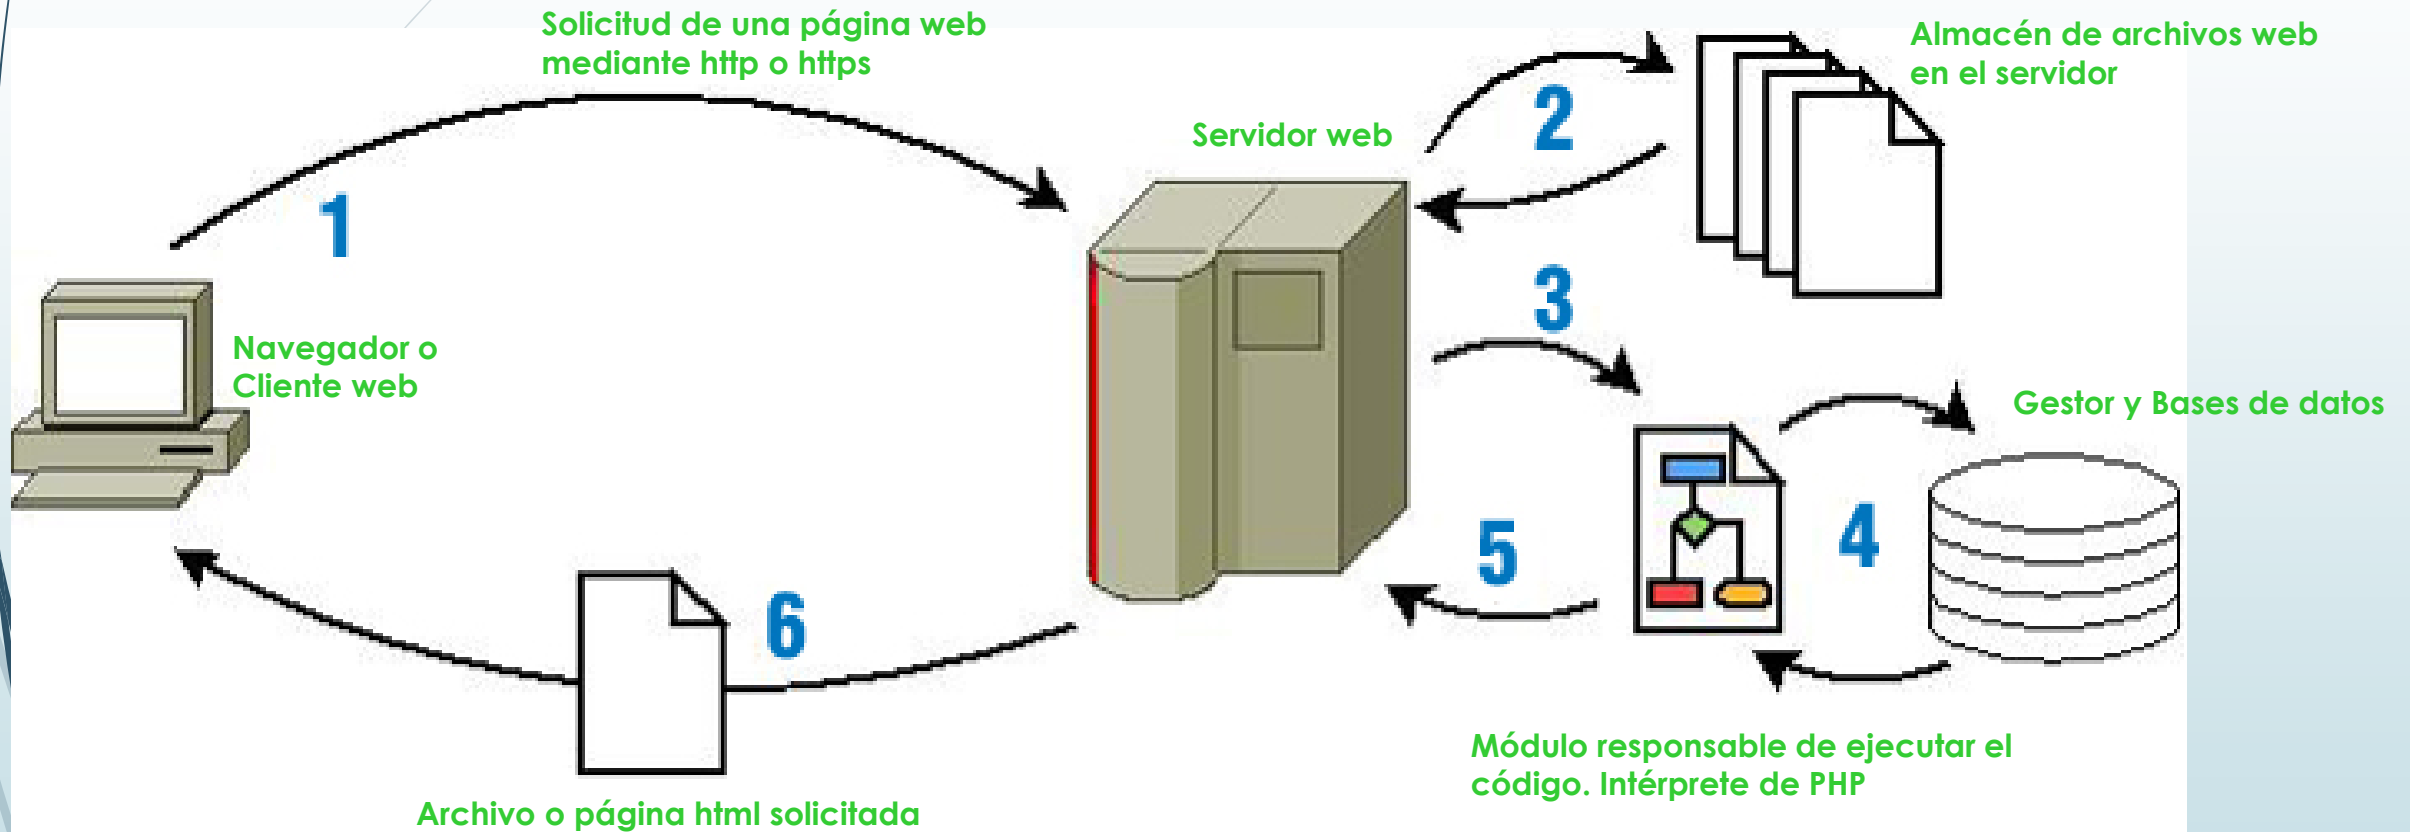 Solicitud de una página web
mediante http o https
Almacén de archivos web
en el servidor
Servidor web
2
1
3
Navegador o
Cliente web
Gestor y Bases de datos
4
5
6
Módulo responsable de ejecutar el
código. Intérprete de PHP
Archivo o página html solicitada